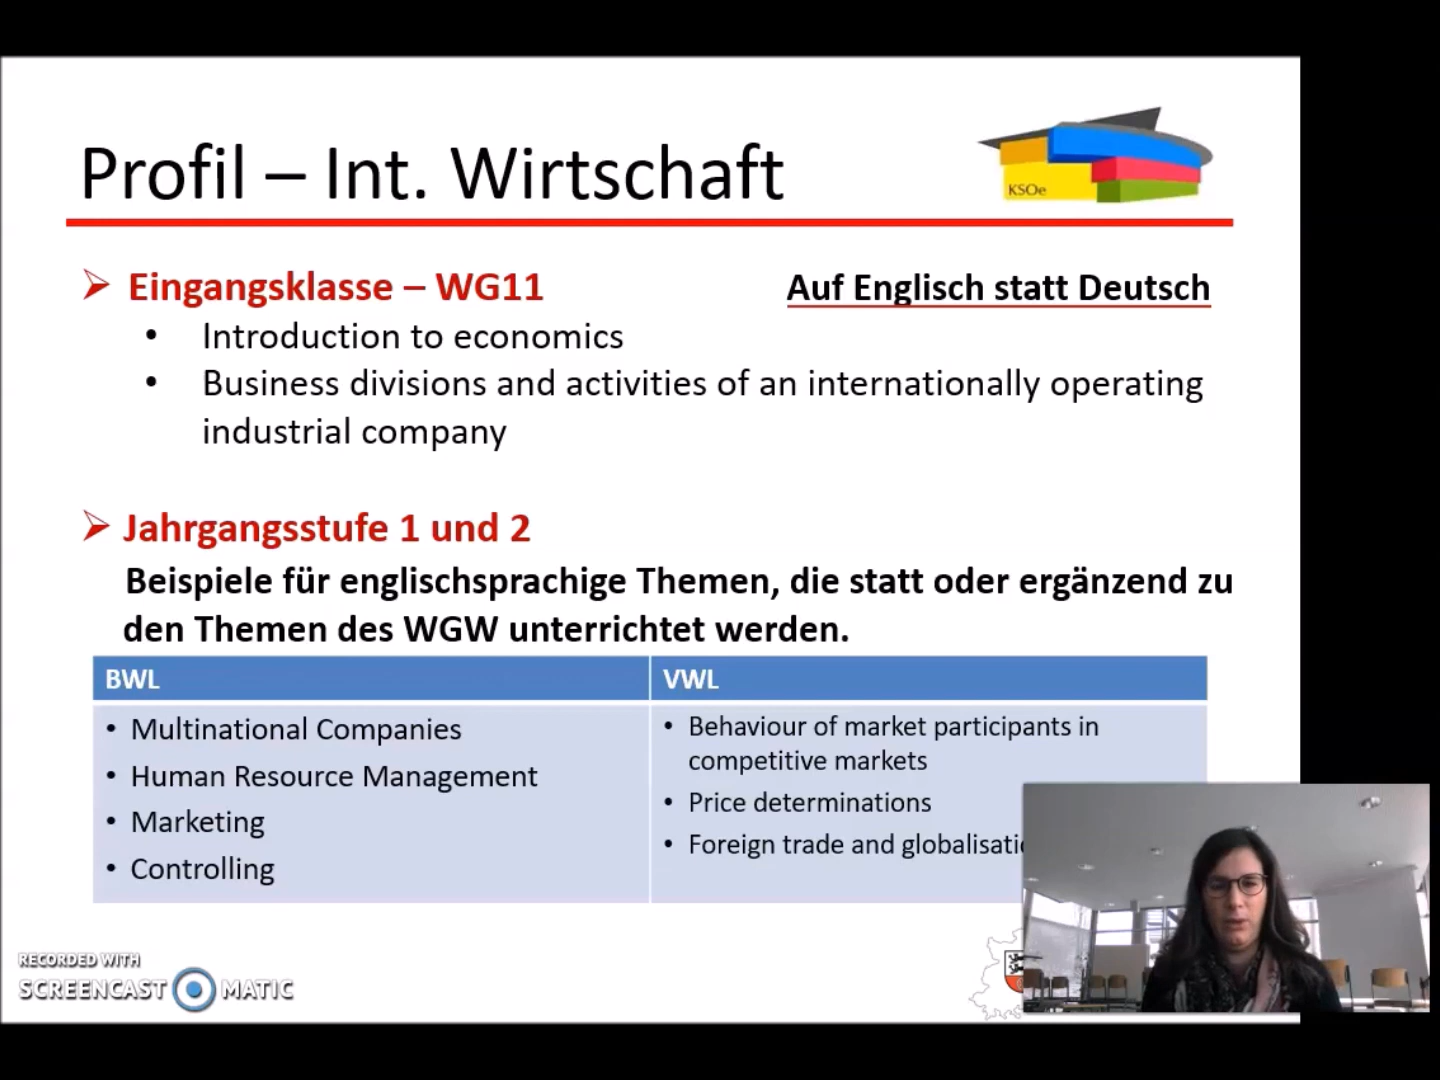 Profil – Int. Wirtschaft
KSOe
Eingangsklasse – WG11
Auf Englisch statt Deutsch
• Introduction to economics
• Business divisions and activities of an internationally operating
industrial company
Jahrgangsstufe 1 und 2
Beispiele für englischsprachige Themen, die statt oder ergänzend zu
den Themen des WGW unterrichtet werden.
BWL
• Multinational Companies
• Human Resource Management
• Marketing
• Controlling
VWL
• Behaviour of market participants in
competitive markets
• Price determinations
• Foreign trade and
RECORDED WITH
SCREENCAST MATIC